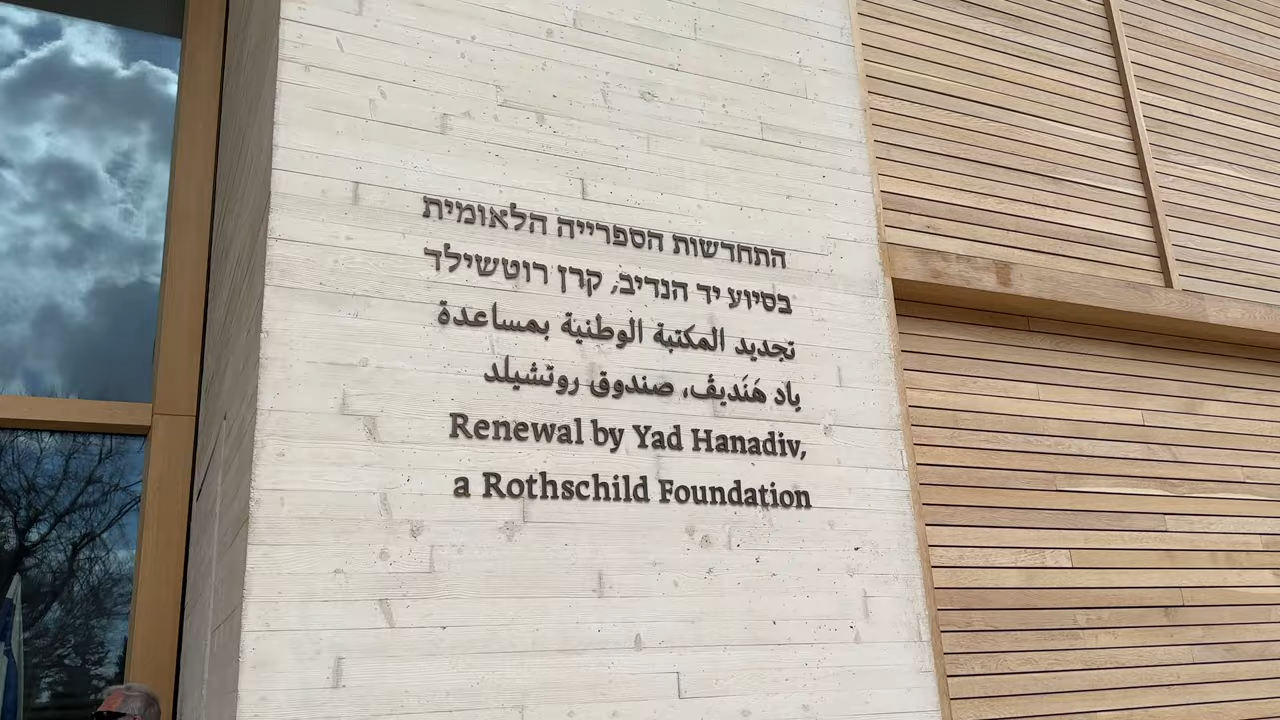 התחדשות הספרייה הלאומית
בסיוע יד הנדיב, קרן רוטשילד
تجديد المكتبة الوطنية بمساعدة
ياد هَنَديڤ، صندوق روتشيلد
Renewal by Yad Hanadiv,
a Rothschild Foundation